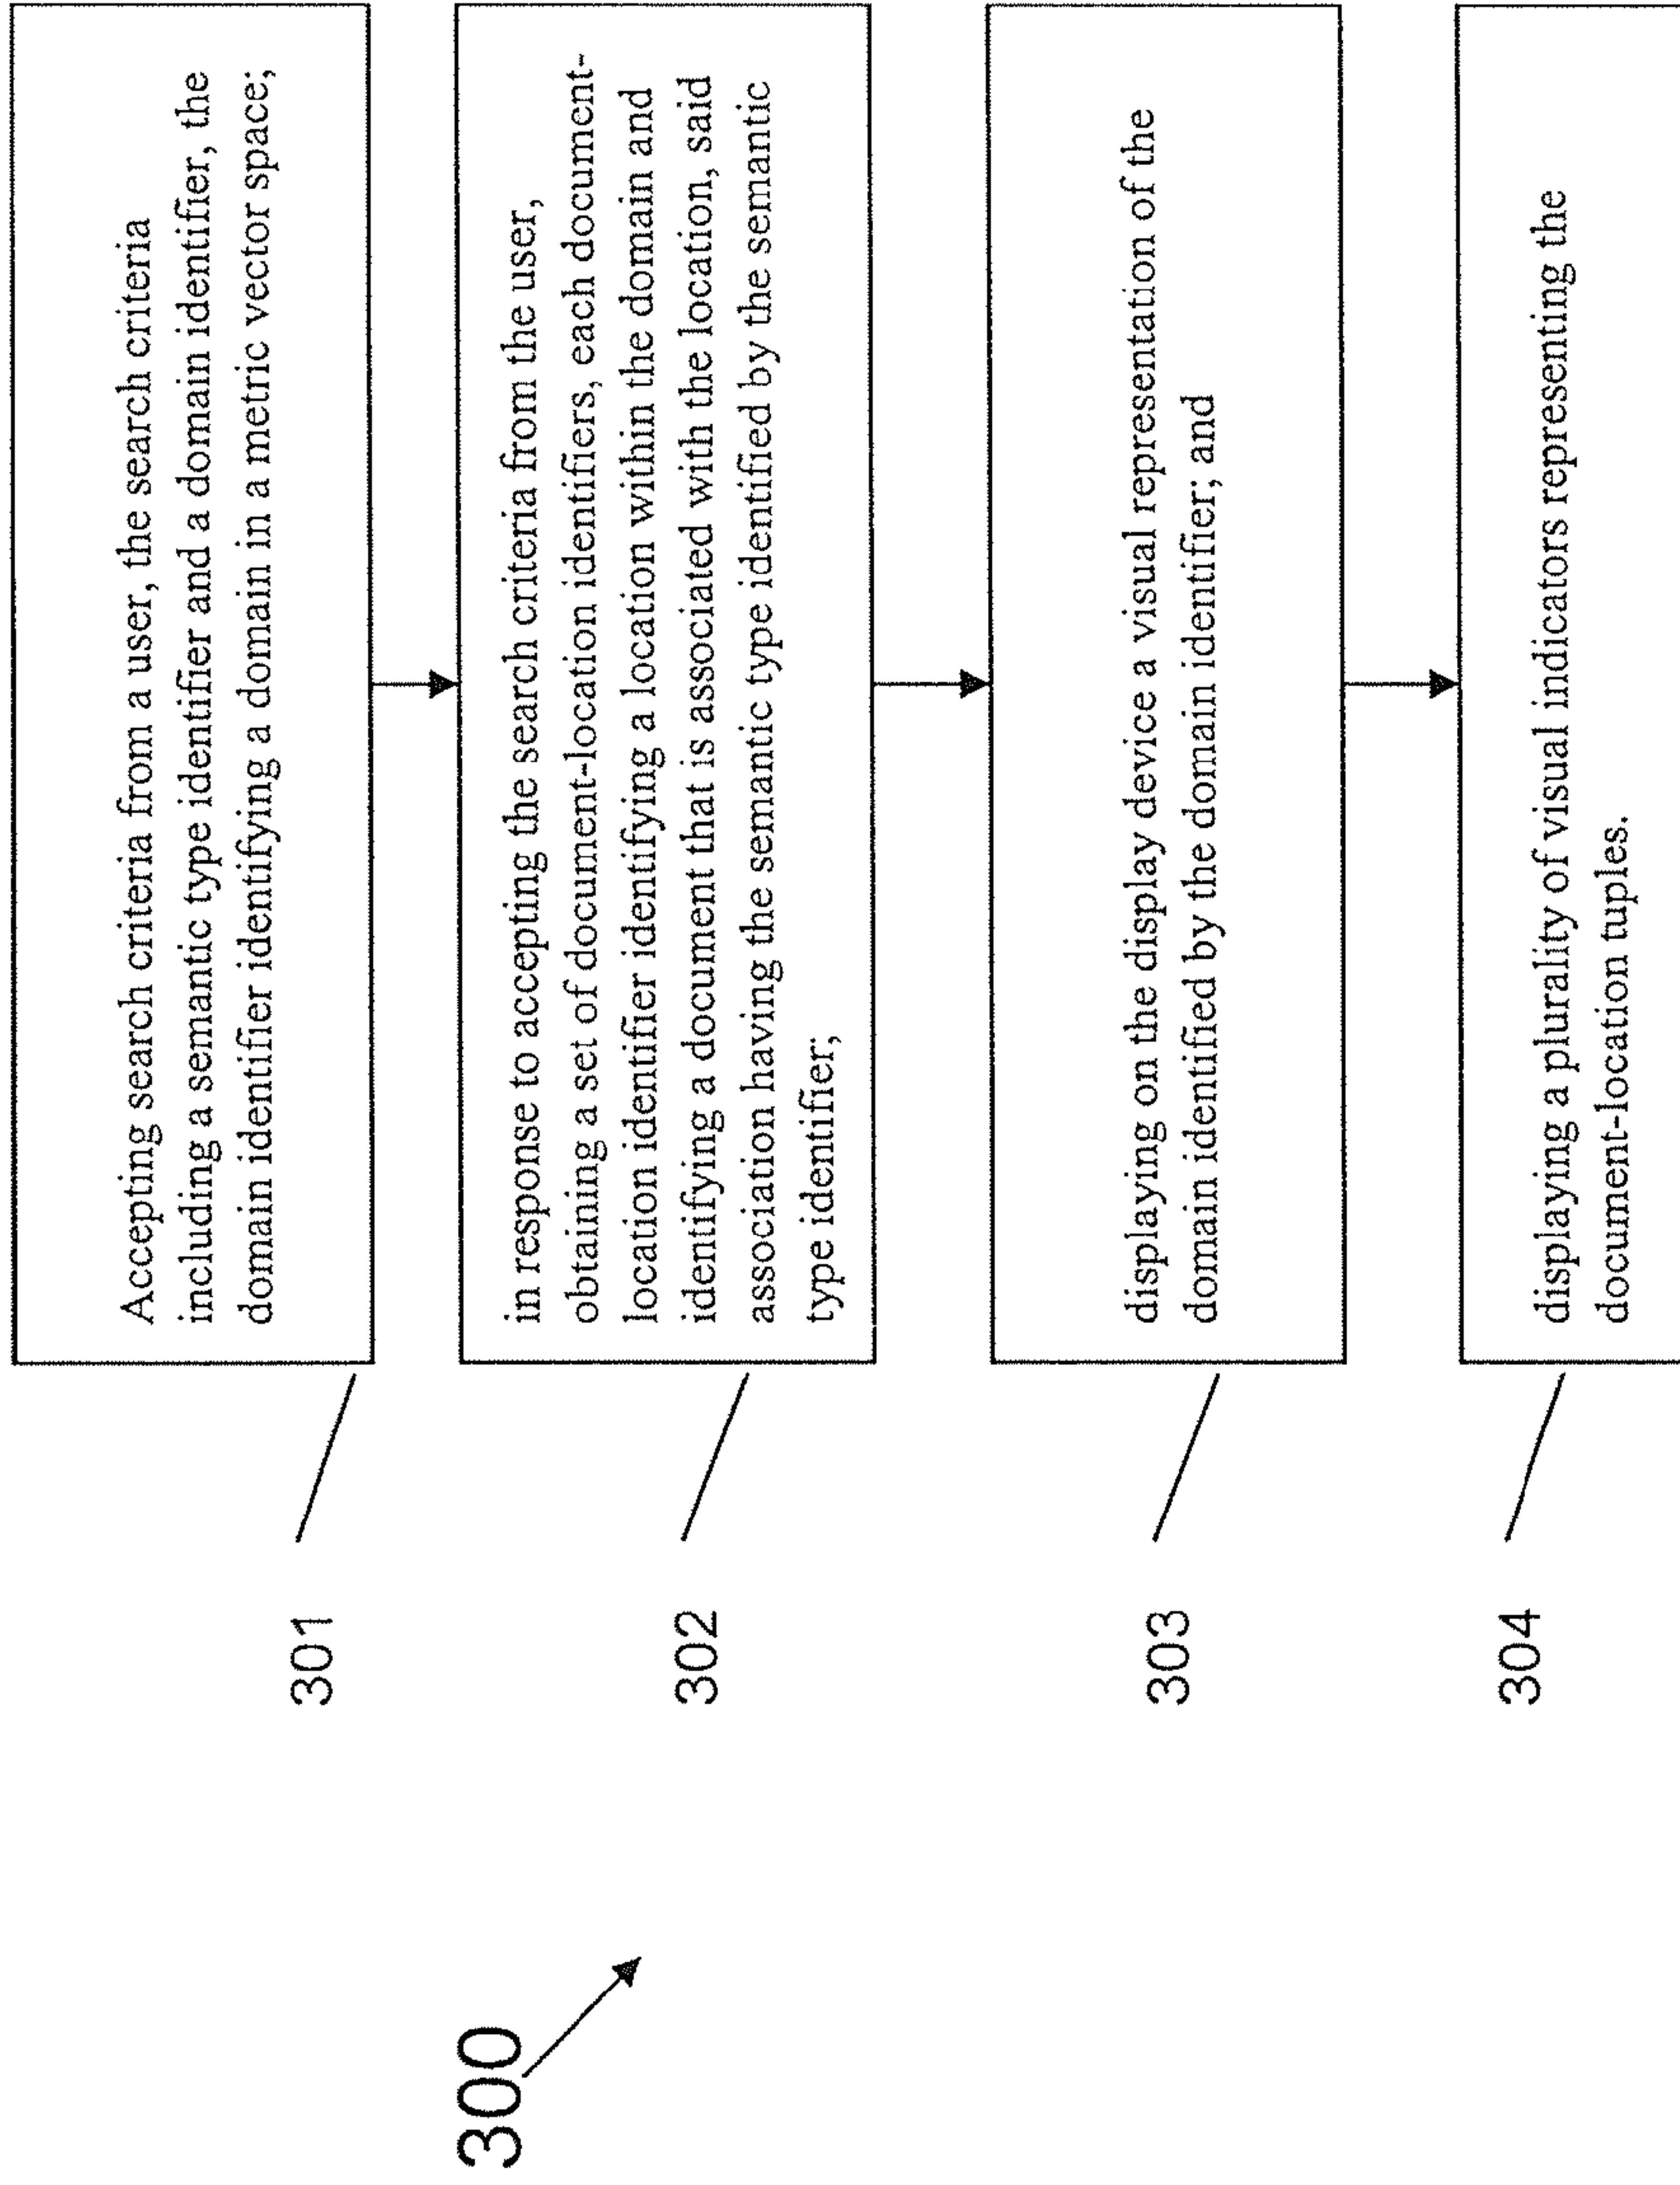 300
301
Accepting search criteria from a user, the search criteria
including a semantic type identifier and a domain identifier, the
domain identifier identifying a domain in a metric vector space;
302
in response to accepting the search criteria from the user,
obtaining a set of document-location identifiers, each document-
location identifier identifying a location within the domain and
identifying a document that is associated with the location, said
association having the semantic type identified by the semantic
type identifier;
303
displaying on the display device a visual representation of the
domain identified by the domain identifier; and
304
displaying a plurality of visual indicators representing the
document-location tuples.